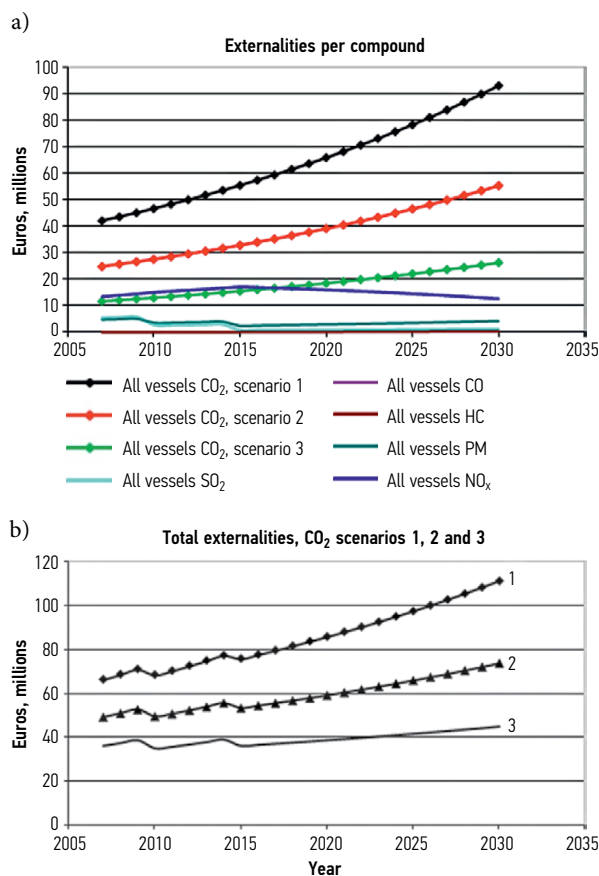 a)
Externalities per compound
Euros, millions
100
90
80
70
60
50
40
30
20
10
0
2005 2010 2015 2020 2025 2030 2035
All vessels CO₂, scenario 1
All vessels CO
All vessels CO₂, scenario 2
All vessels HC
All vessels CO₂, scenario 3
All vessels PM
All vessels SO₂
All vessels NOₓ
b)
Total externalities, CO₂ scenarios 1, 2 and 3
Euros, millions
120
100
80
60
40
20
0
1
2
3
2005 2010 2015 2020 2025 2030 2035
Year